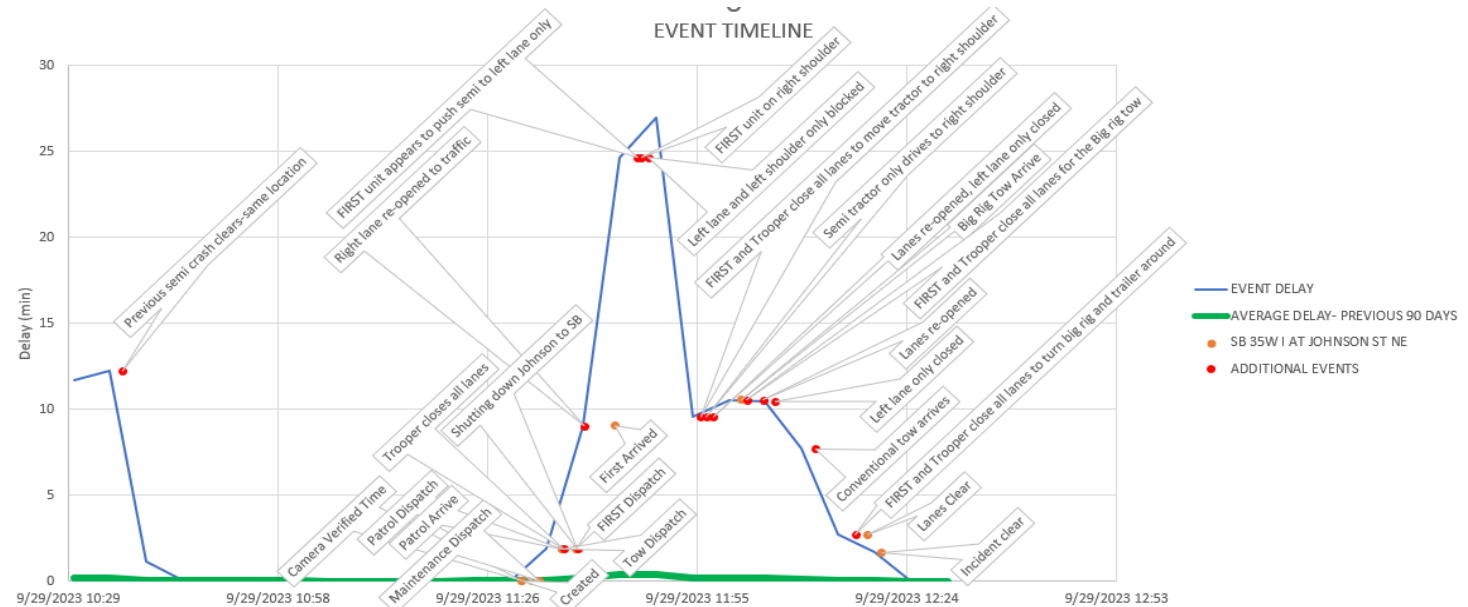 EVENT TIMELINE
30
25
20
15
10
5
0
Delay (min)
Previous semi crash clears-same location
FIRST unit appears to push semi to left lane only
Right lane re-opened to traffic
Trooper closes all lanes
Shutting down Johnson to SB
Camera Verified Time
Patrol Dispatch
Patrol Arrive
Maintenance Dispatch
Created
First Arrived
FIRST Dispatch
Tow Dispatch
FIRST unit on right shoulder
Left lane and left shoulder only blocked
FIRST and Trooper close all lanes to move tractor to right shoulder
Semi tractor only drives to right shoulder
Lanes re-opened, left lane only closed
Big Rig Tow Arrive
FIRST and Trooper close all lanes for the Big rig tow
Lanes re-opened
Left lane only closed
Conventional tow arrives
FIRST and Trooper close all lanes to turn big rig and trailer around
Lanes Clear
Incident clear
9/29/2023 10:29
9/29/2023 10:58
9/29/2023 11:26
9/29/2023 11:55
9/29/2023 12:24
9/29/2023 12:53
EVENT DELAY
AVERAGE DELAY- PREVIOUS 90 DAYS
SB 35W I AT JOHNSON ST NE
ADDITIONAL EVENTS